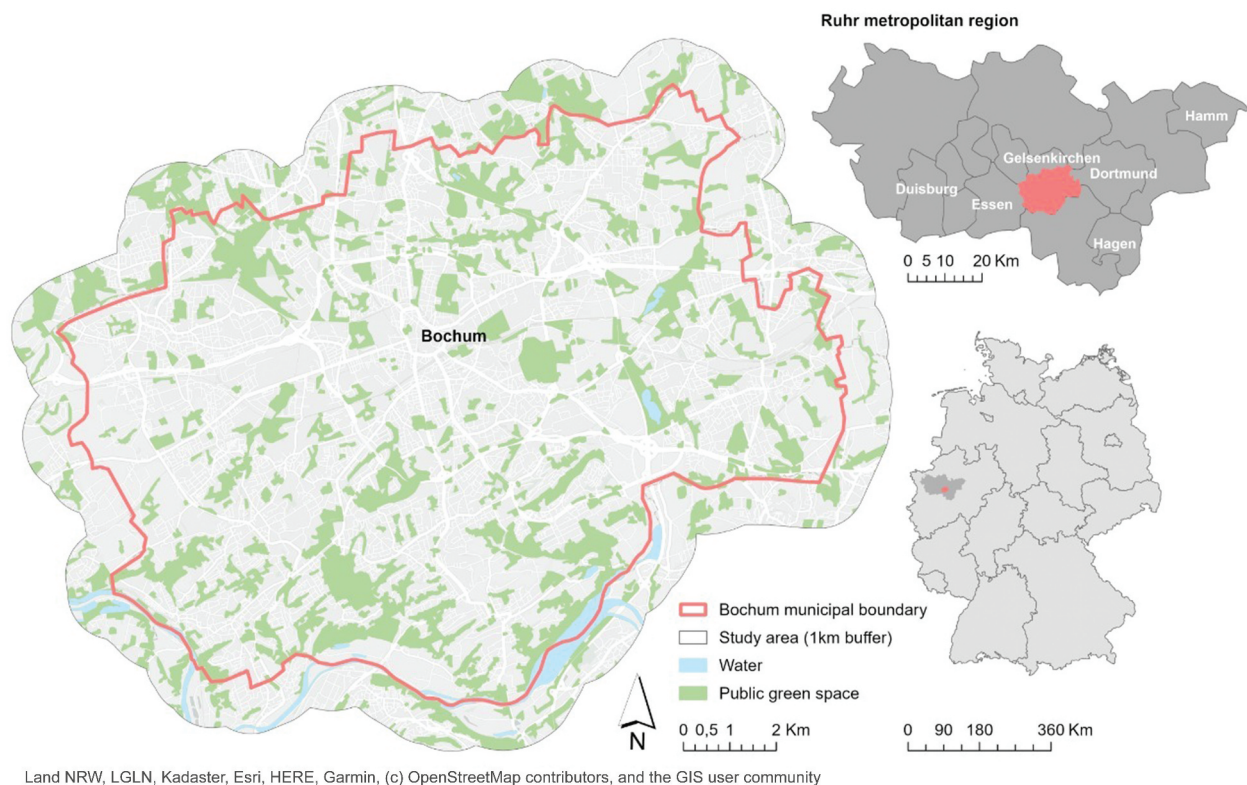 Ruhr metropolitan region
Hamm
Gelsenkirchen
Dortmund
Duisburg
Essen
Hagen
0 5 10 20 Km
Bochum
Bochum municipal boundary
Study area (1km buffer)
Water
Public green space
N
0 0,5 1 2 Km
0 90 180 360 Km
Land NRW, LGLN, Kadaster, Esri, HERE, Garmin, (c) OpenStreetMap contributors, and the GIS user community